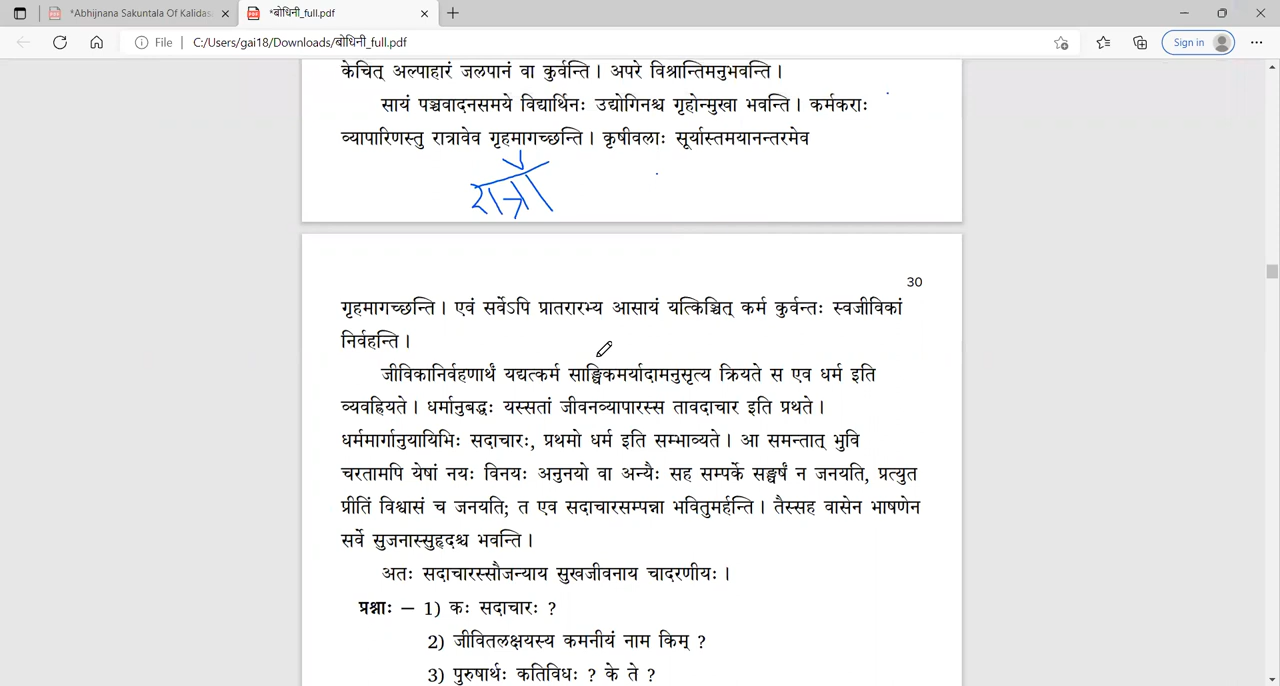 *Abhijnana Sakuntala Of Kalidasa
*बोधिनी_full.pdf
File | C:/Users/gai18/Downloads/बोधिनी_full.pdf
Sign in
केचित् अल्पाहारं जलपानं वा कुर्वन्ति। अपरे विश्रान्तिमनुभवन्ति।
सायं पञ्चवादनसमये विद्यार्थिनः उद्योगिनश्च गृहोन्मुखा भवन्ति। कर्मकराः
व्यापारिणस्तु रात्रावेव गृहमागच्छन्ति। कृषीवलाः सूर्यास्तमयानन्तरमेव
रात्रौ
30
गृहमागच्छन्ति। एवं सर्वेऽपि प्रातरारभ्य आसायं यत्किञ्चित् कर्म कुर्वन्तः स्वजीविकां
निर्वहन्ति।
जीविकानिर्वहणार्थं यद्यत्कर्म साङ्घिकमर्यादामनुसृत्य क्रियते स एव धर्म इति
व्यवह्रियते। धर्मानुबद्धः यस्सतां जीवनव्यापारस्स तावदाचार इति प्रथते।
धर्ममार्गानुयायिभिः सदाचारः, प्रथमो धर्म इति सम्भाव्यते। आ समन्तात् भुवि
चरतामपि येषां नयः विनयः अनुनयो वा अन्यैः सह सम्पर्के सङ्घर्षं न जनयति, प्रत्युत
प्रीतिं विश्वासं च जनयति; त एव सदाचारसम्पन्ना भवितुमर्हन्ति। तैस्सह वासेन भाषणेन
सर्वे सुजनास्सुहृदश्च भवन्ति।
अतः सदाचारस्सौजन्याय सुखजीवनाय चादरणीयः।
प्रश्नाः – 1) कः सदाचारः ?
2) जीवितलक्षयस्य कमनीयं नाम किम् ?
3) पुरुषार्थः कतिविधः ? के ते ?